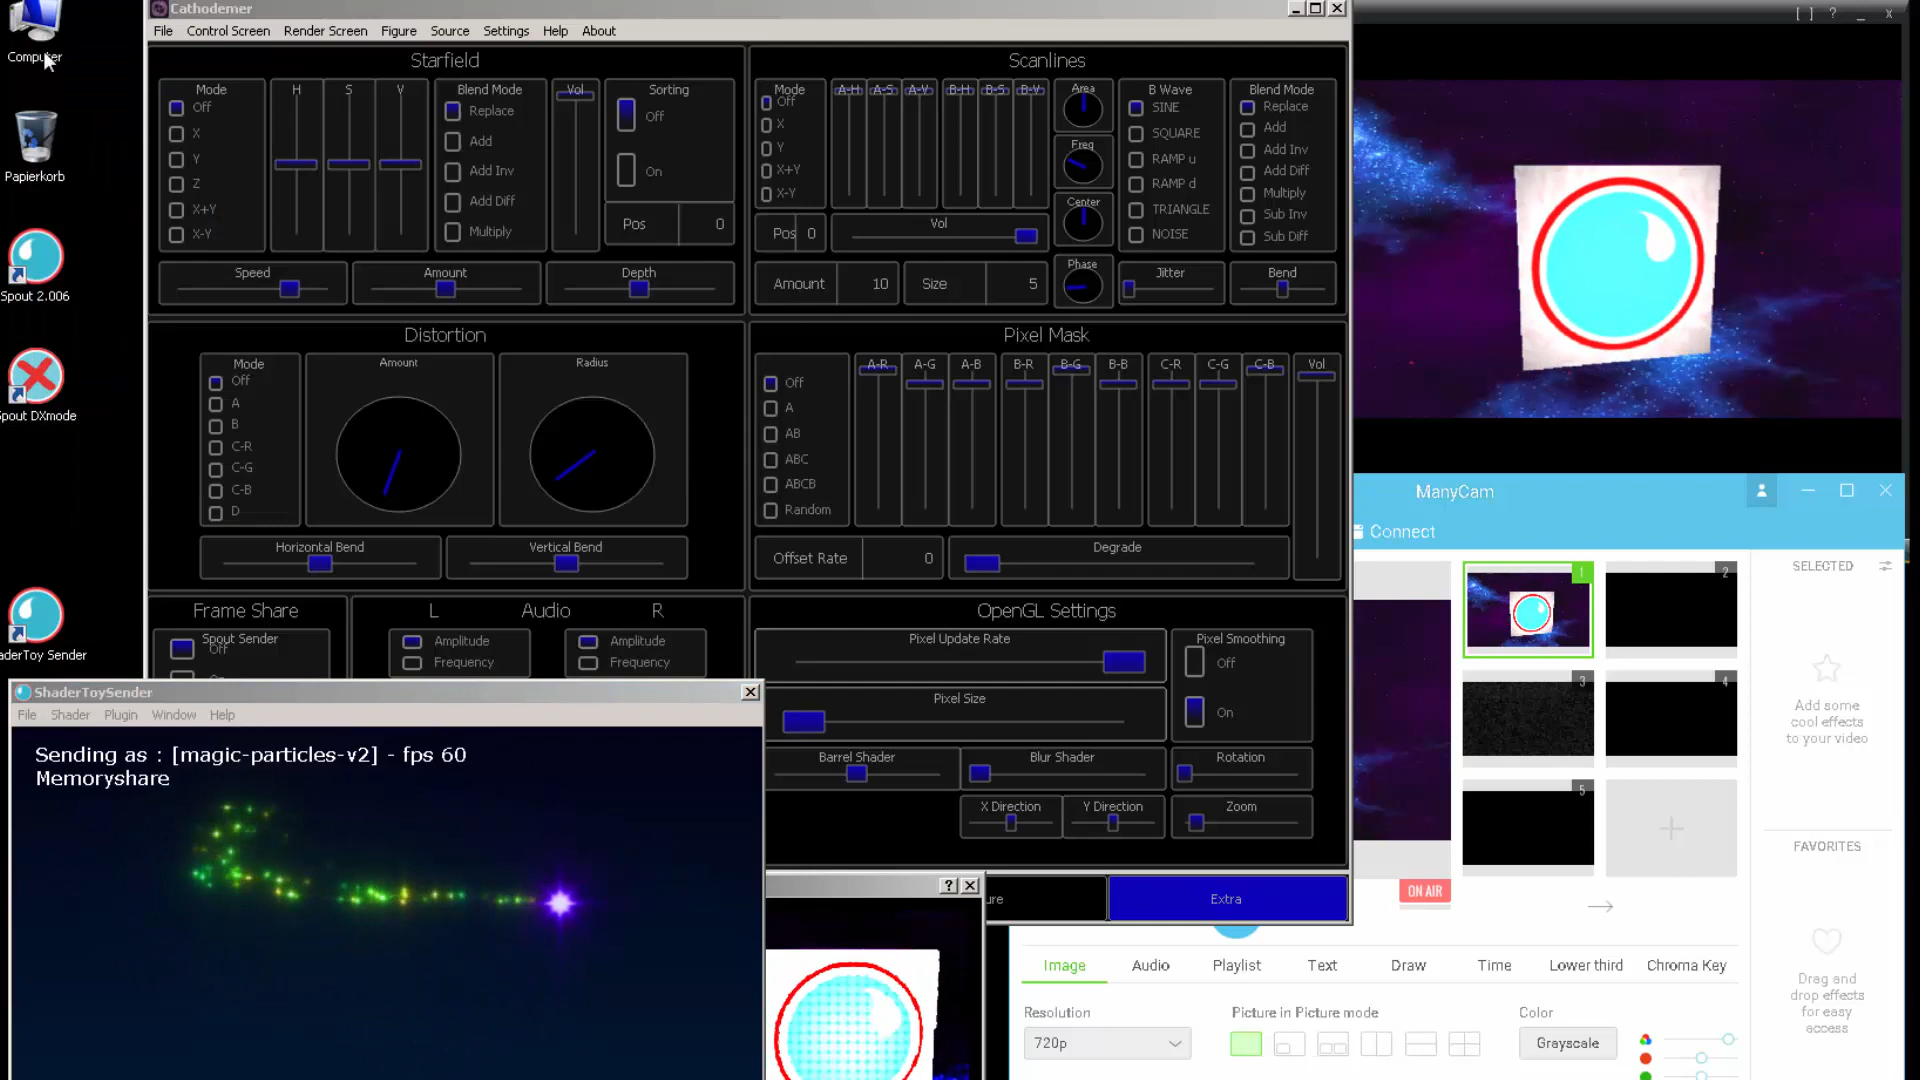 Computer
Papierkorb
Spout 2.006
Spout DXmode
aderToy Sender
Cathodemer
File Control Screen Render Screen Figure Source Settings Help About
Starfield
Mode
Off
X
Y
Z
X+Y
X-Y
H S V
Blend Mode
Replace
Add
Add Inv
Add Diff
Multiply
Vol
Sorting
Off
On
Pos 0
Speed
Amount
Depth
Scanlines
Mode
Off
X
Y
X+Y
X-Y
A-H A-S A-V B-H B-S B-V
Area
Freq
Center
Phase
B Wave
SINE
SQUARE
RAMP u
RAMP d
TRIANGLE
NOISE
Blend Mode
Replace
Add
Add Inv
Add Diff
Multiply
Sub Inv
Sub Diff
Pos 0
Vol
Amount 10
Size 5
Jitter
Bend
Distortion
Mode
Off
A
B
C-R
C-G
C-B
D
Amount
Radius
Horizontal Bend
Vertical Bend
Pixel Mask
Off
A
AB
ABC
ABCB
Random
A-R A-G A-B B-R B-G B-B C-R C-G C-B Vol
Offset Rate 0
Degrade
Frame Share
Spout Sender
Off
L Audio R
Amplitude
Frequency
Amplitude
Frequency
OpenGL Settings
Pixel Update Rate
Pixel Size
Pixel Smoothing
Off
On
Barrel Shader
Blur Shader
Rotation
X Direction
Y Direction
Zoom
ure
Extra
ShaderToySender
File Shader Plugin Window Help
Sending as : [magic-particles-v2] - fps 60
Memoryshare
ManyCam
Connect
1
2
3
4
5
ON AIR
SELECTED
Add some
cool effects
to your video
FAVORITES
Drag and
drop effects
for easy
access
Image Audio Playlist Text Draw Time Lower third Chroma Key
Resolution
720p
Picture in Picture mode
Color
Grayscale